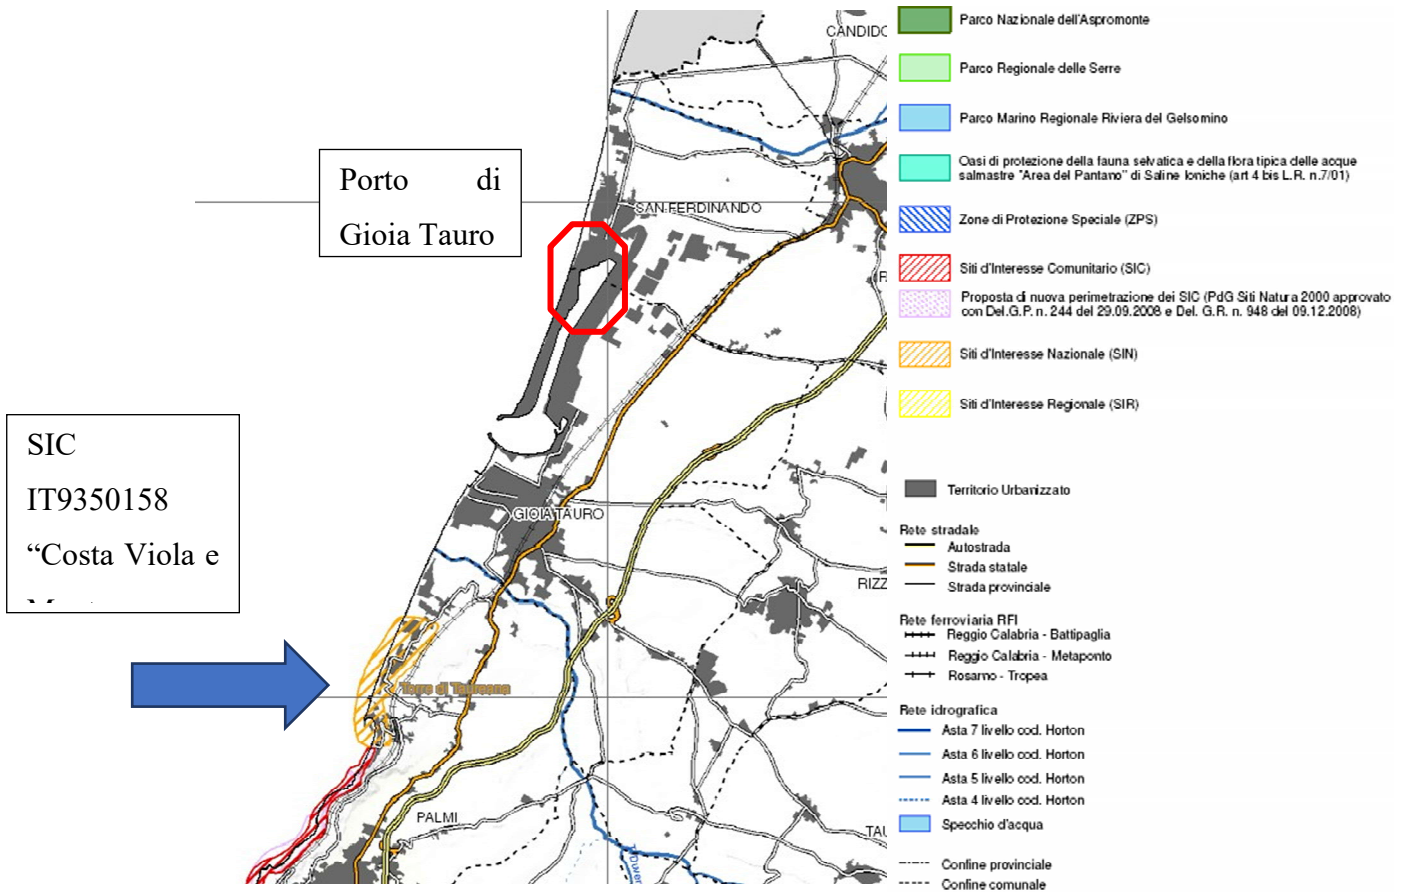 CANDIDO
Porto di
Gioia Tauro
SAN FERDINANDO
SIC
IT9350158
“Costa Viola e
GIOIA TAURO
RIZZ
Torre di Taureana
PALMI
TAU
Parco Nazionale dell'Aspromonte
Parco Regionale delle Serre
Parco Marino Regionale Riviera del Gelsomino
Oasi di protezione della fauna selvatica e della flora tipica delle acque
salmastre "Area del Pantano" di Saline Ioniche (art 4 bis L.R. n.7/01)
Zone di Protezione Speciale (ZPS)
Siti d'Interesse Comunitario (SIC)
Proposta di nuova perimetrazione dei SIC (PdG Siti Natura 2000 approvato
con Del.G.P. n. 244 del 29.09.2008 e Del. G.R. n. 948 del 09.12.2008)
Siti d'Interesse Nazionale (SIN)
Siti d'Interesse Regionale (SIR)
Territorio Urbanizzato
Rete stradale
Autostrada
Strada statale
Strada provinciale
Rete ferroviaria RFI
Reggio Calabria - Battipaglia
Reggio Calabria - Metaponto
Rosarno - Tropea
Rete idrografica
Asta 7 livello cod. Horton
Asta 6 livello cod. Horton
Asta 5 livello cod. Horton
Asta 4 livello cod. Horton
Specchio d'acqua
Confine provinciale
Confine comunale